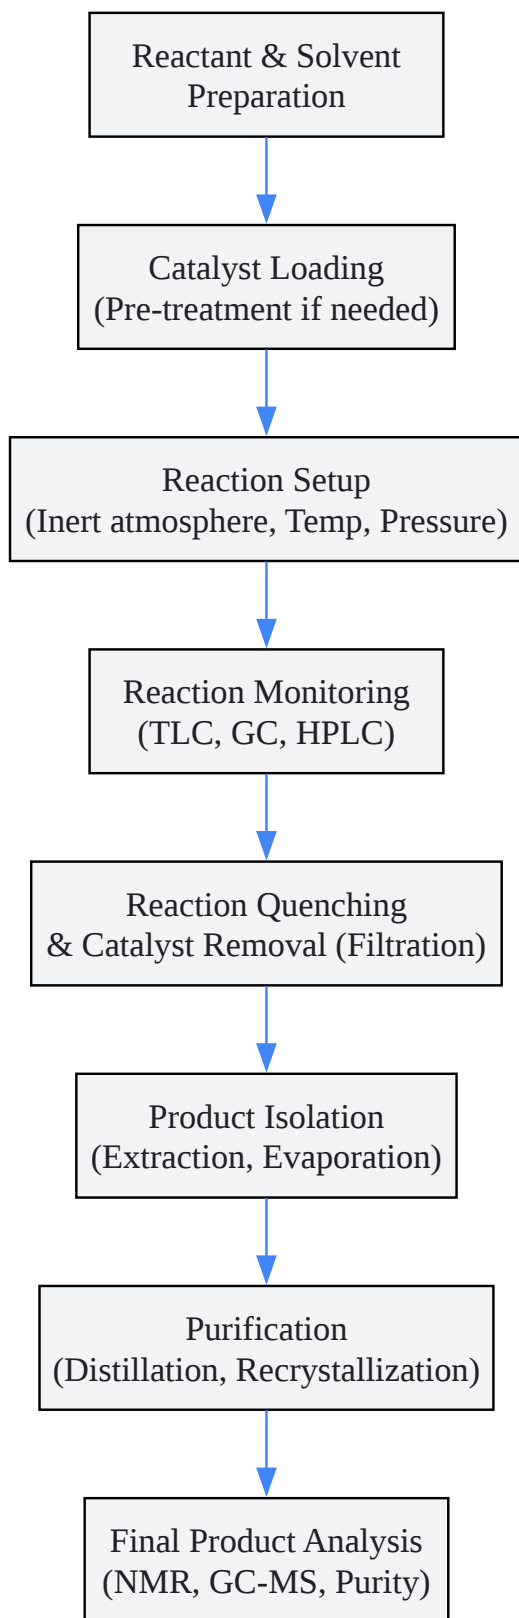 Reactant & Solvent
Preparation
Catalyst Loading
(Pre-treatment if needed)
Reaction Setup
(Inert atmosphere, Temp, Pressure)
Reaction Monitoring
(TLC, GC, HPLC)
Reaction Quenching
& Catalyst Removal (Filtration)
Product Isolation
(Extraction, Evaporation)
Purification
(Distillation, Recrystallization)
Final Product Analysis
(NMR, GC-MS, Purity)